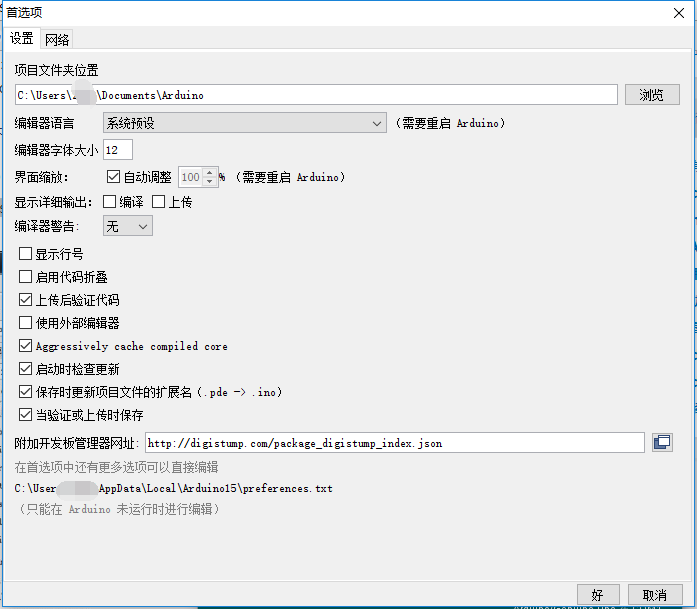 首选项
设置 网络
项目文件夹位置
C:\Users\ \Documents\Arduino 浏览
编辑器语言 系统预设 (需要重启 Arduino)
编辑器字体大小 12
界面缩放: 自动调整 100 % (需要重启 Arduino)
显示详细输出: 编译 上传
编译器警告: 无
显示行号
启用代码折叠
上传后验证代码
使用外部编辑器
Aggressively cache compiled core
启动时检查更新
保存时更新项目文件的扩展名 (.pde -> .ino)
当验证或上传时保存
附加开发板管理器网址: http://digistump.com/package_digistump_index.json
在首选项中还有更多选项可以直接编辑
C:\User AppData\Local\Arduino15\preferences.txt
(只能在 Arduino 未运行时进行编辑)
好 取消